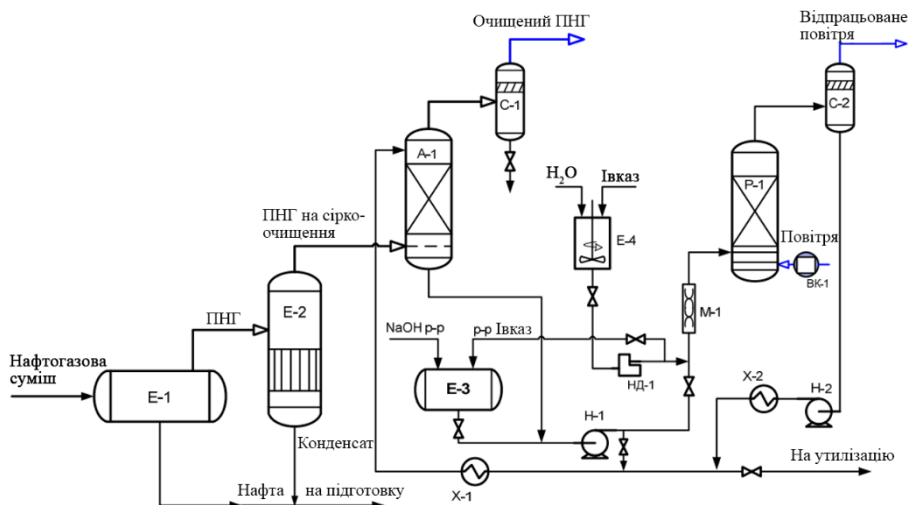 Очищений ПНГ
Відпрацьоване
повітря
С-1
С-2
А-1
H₂O
Івказ
Р-1
ПНГ на сірко-
очищення
Е-4
Повітря
ВК-1
Е-2
М-1
ПНГ
NaOH р-р
р-р Івказ
Нафтогазова
суміш
Е-1
Е-3
НД-1
Х-2
Н-2
Н-1
Конденсат
На утилізацію
Х-1
Нафта
на підготовку